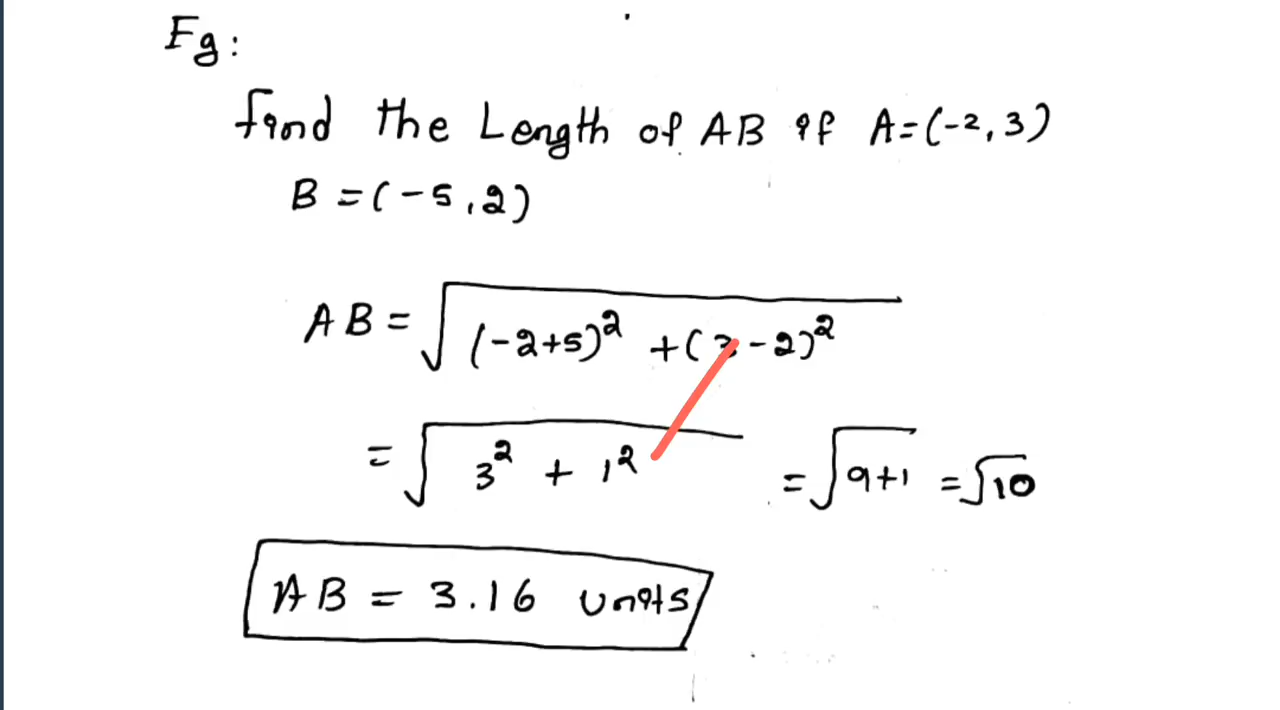 Eg:
Find the Length of AB if A=(-2,3)
B=(-5,2)
AB=√(-2+5)² +(3-2)²
=√3² + 1² =√9+1 =√10
AB = 3.16 units